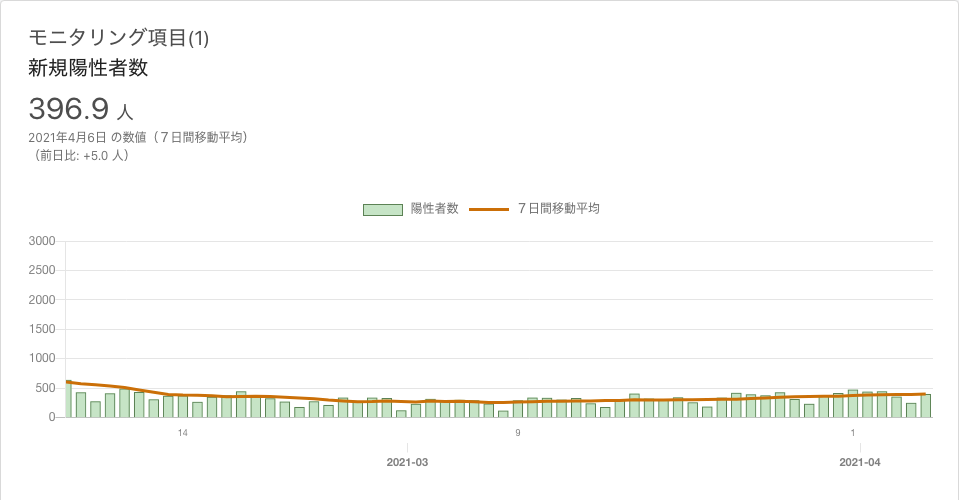 モニタリング項目(1)
新規陽性者数
396.9 人
2021年4月6日 の数値（７日間移動平均）
（前日比: +5.0 人）
陽性者数 ７日間移動平均
3000
2500
2000
1500
1000
500
0
14 9 1
2021-03 2021-04